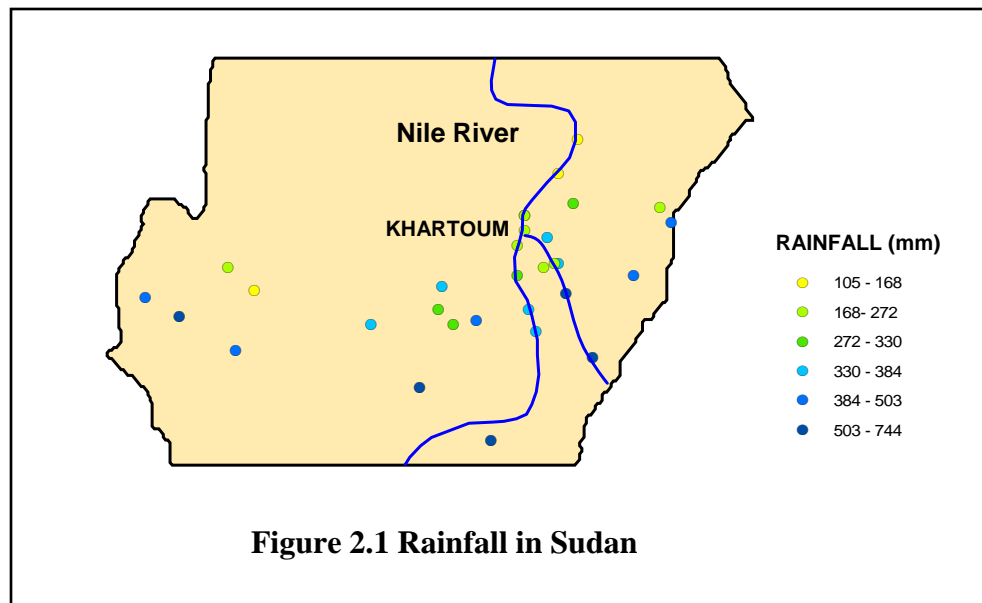 Nile River
KHARTOUM
RAINFALL (mm)
105 - 168
168- 272
272 - 330
330 - 384
384 - 503
503 - 744
Figure 2.1 Rainfall in Sudan